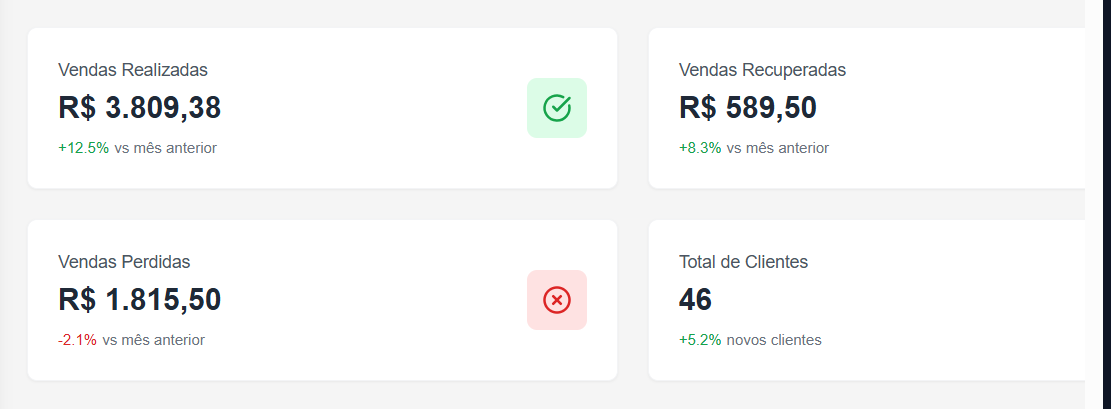 Vendas Realizadas
R$ 3.809,38
+12.5% vs mês anterior
Vendas Recuperadas
R$ 589,50
+8.3% vs mês anterior
Vendas Perdidas
R$ 1.815,50
-2.1% vs mês anterior
Total de Clientes
46
+5.2% novos clientes